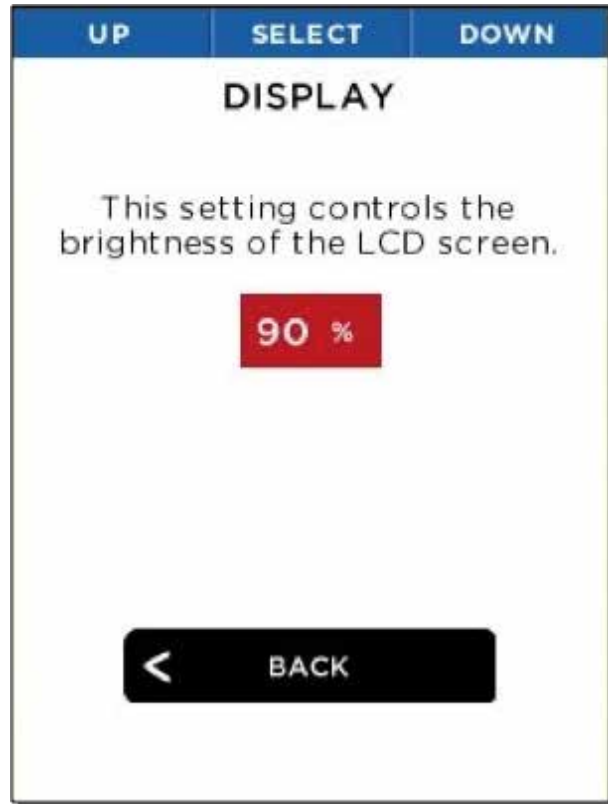 UP SELECT DOWN
DISPLAY
This setting controls the
brightness of the LCD screen.
90 %
< BACK